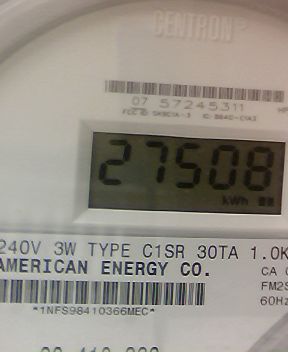 CENTRON®
07 57245311
27508
kWh
240V 3W TYPE C1SR 30TA 1.0K
AMERICAN ENERGY CO.
CA
FM2S
60Hz
*1NFS98410366MEC*